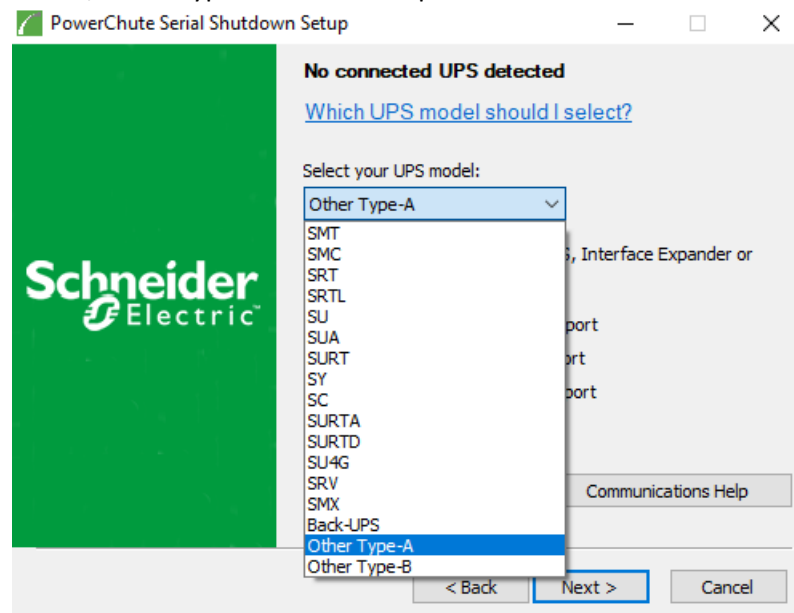 PowerChute Serial Shutdown Setup
No connected UPS detected
Which UPS model should I select?
Select your UPS model:
Other Type-A
SMT
SMC
, Interface Expander or
SRT
SRTL
SU
port
SUA
SURT
ort
SY
SC
port
SURTA
SURTD
SU4G
SRV
Communications Help
SMX
Back-UPS
Other Type-A
Other Type-B
Schneider
Electric™
< Back
Next >
Cancel